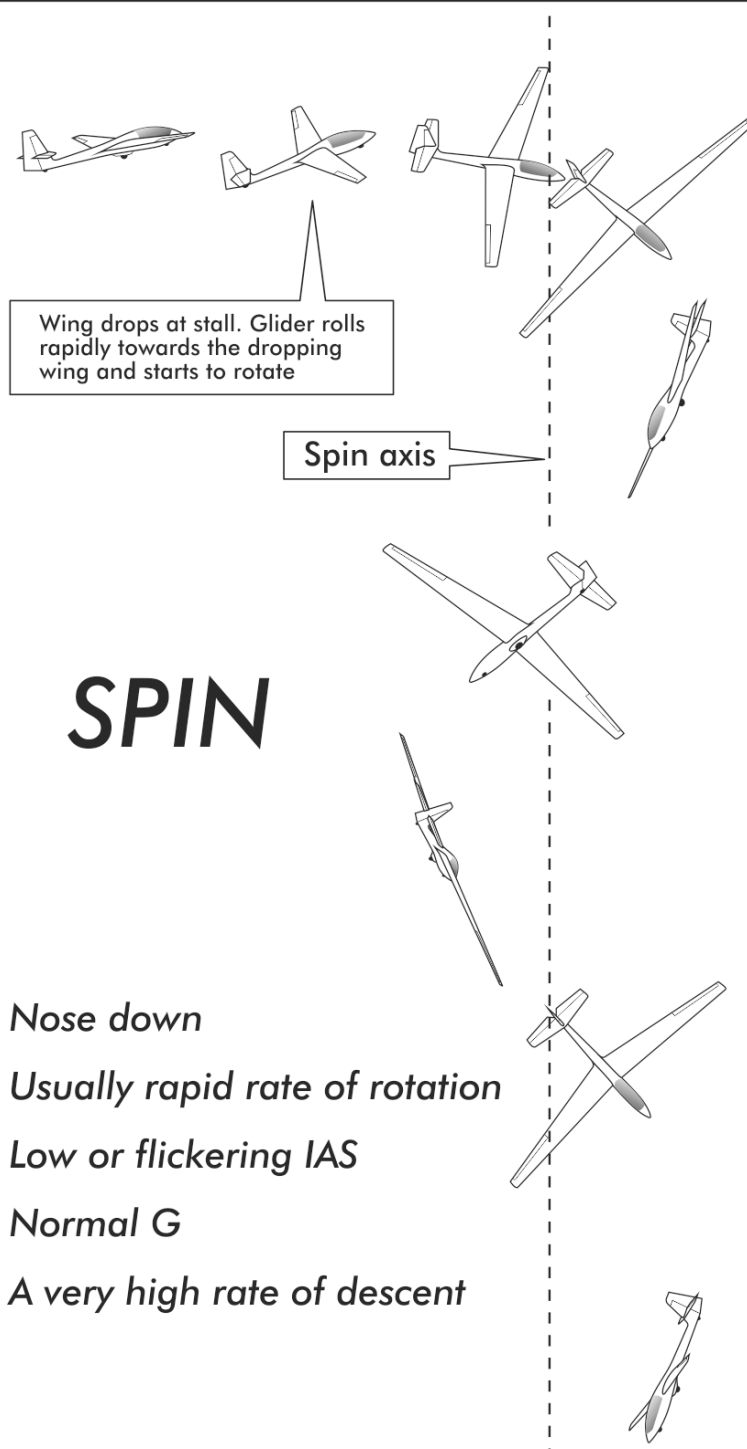 Wing drops at stall. Glider rolls
rapidly towards the dropping
wing and starts to rotate
Spin axis
SPIN
Nose down
Usually rapid rate of rotation
Low or flickering IAS
Normal G
A very high rate of descent